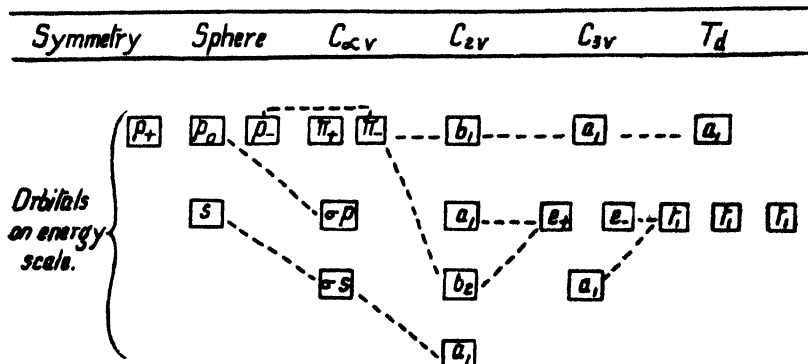 Symmetry Sphere C∝v C2v C3v Td
p+ p0 p- π+ π- b1 a1 a1
Orbitals on energy scale.
s σp a1 e+ e- t1 t1 t1
σs b2 a1
a1